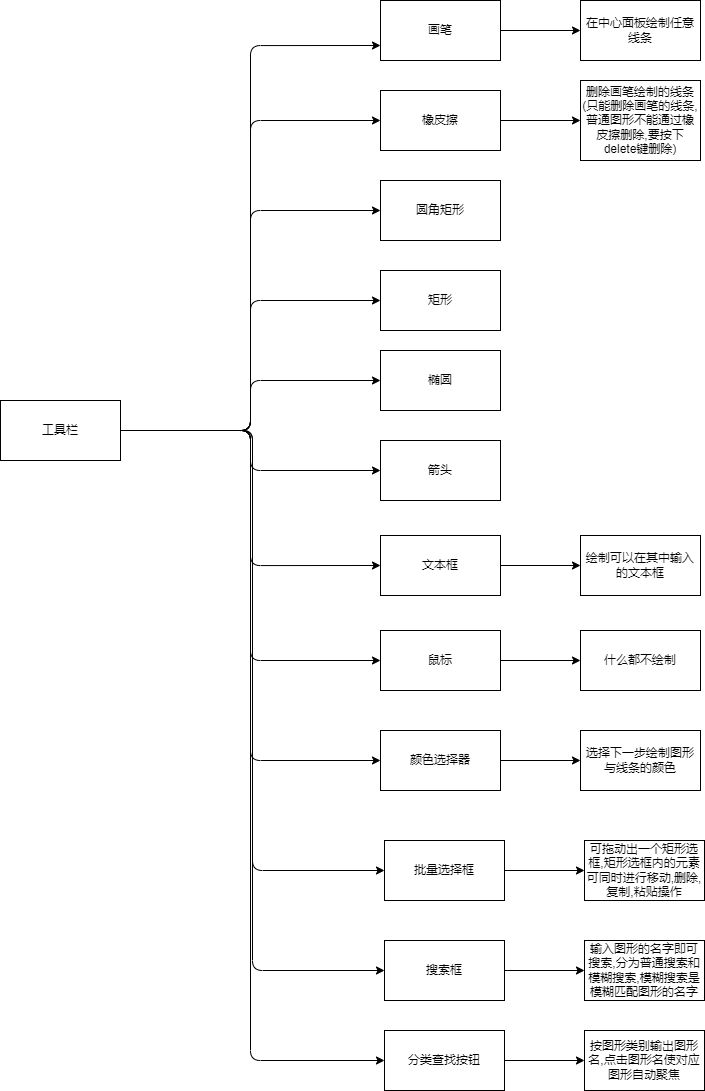 画笔
在中心面板绘制任意
线条
橡皮擦
删除画笔绘制的线条
(只能删除画笔的线条,
普通图形不能通过橡
皮擦删除,要按下
delete键删除)
圆角矩形
矩形
椭圆
工具栏
箭头
文本框
绘制可以在其中输入
的文本框
鼠标
什么都不绘制
颜色选择器
选择下一步绘制图形
与线条的颜色
批量选择框
可拖动出一个矩形选
框,矩形选框内的元素
可同时进行移动,删除,
复制,粘贴操作
搜索框
输入图形的名字即可
搜索,分为普通搜索和
模糊搜索,模糊搜索是
模糊匹配图形的名字
分类查找按钮
按图形类别输出图形
名,点击图形名使对应
图形自动聚焦